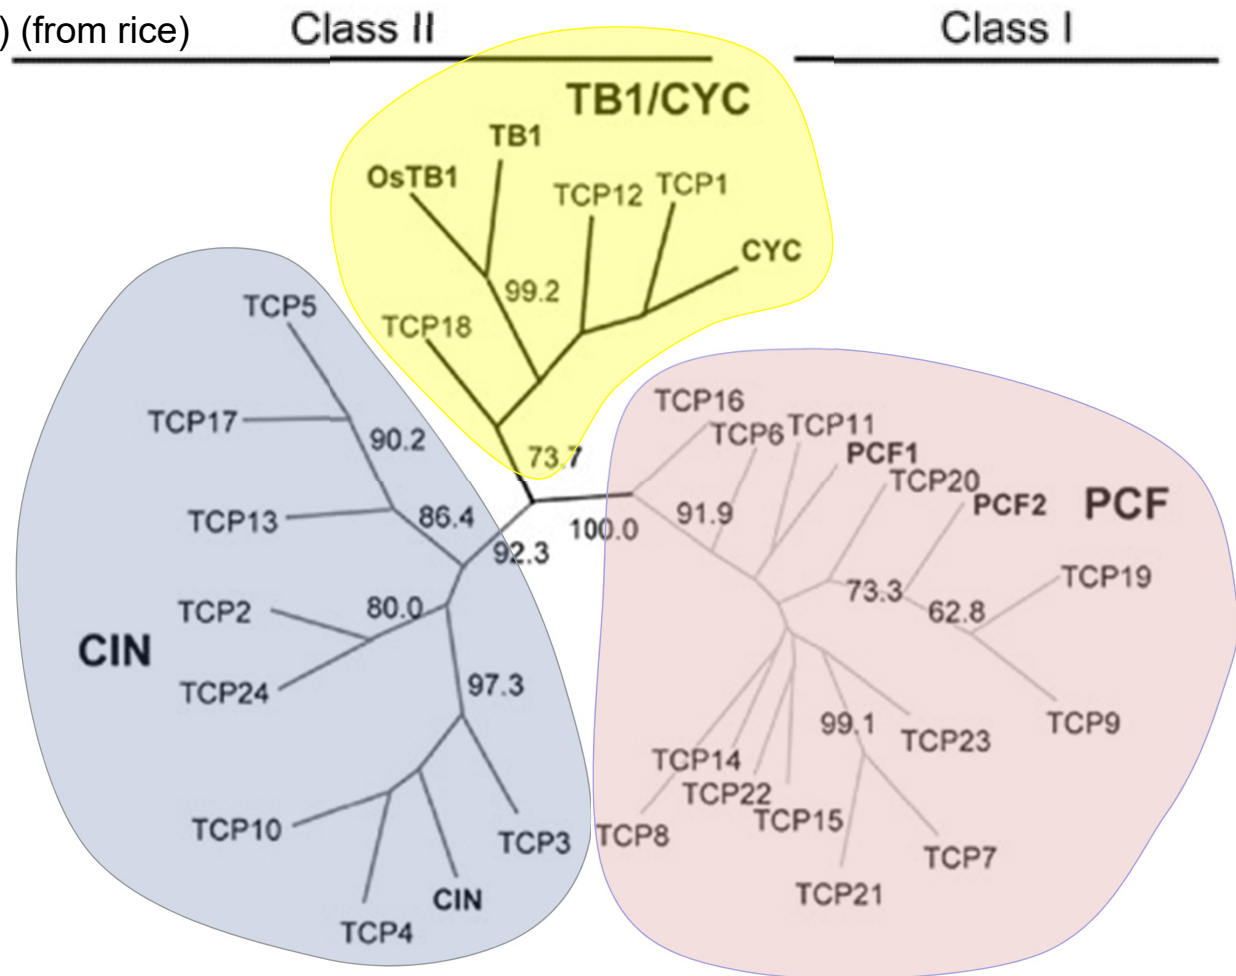 ) (from rice)
Class II
Class I
TB1/CYC
TB1
OsTB1
TCP12
TCP1
CYC
99.2
TCP18
73.7
TCP5
TCP17
90.2
TCP13
86.4
92.3
100.0
TCP2
80.0
CIN
TCP24
97.3
TCP10
TCP3
CIN
TCP4
TCP16
TCP6
TCP11
PCF1
TCP20
PCF2
PCF
91.9
TCP19
73.3
62.8
TCP9
99.1
TCP23
TCP14
TCP22
TCP15
TCP8
TCP7
TCP21